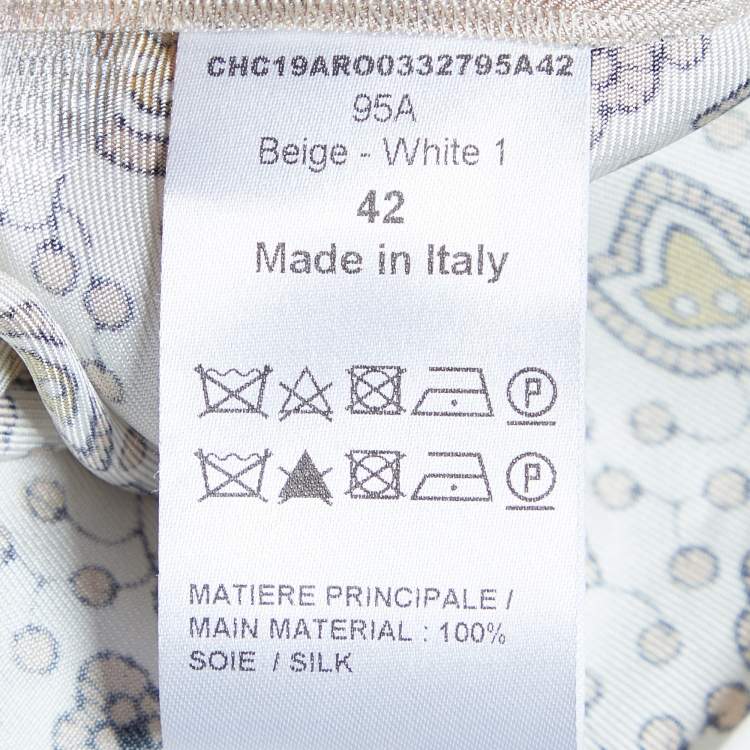 CHC19ARO0332795A42
95A
Beige - White 1
42
Made in Italy
P
P
MATIERE PRINCIPALE /
MAIN MATERIAL : 100%
SOIE / SILK